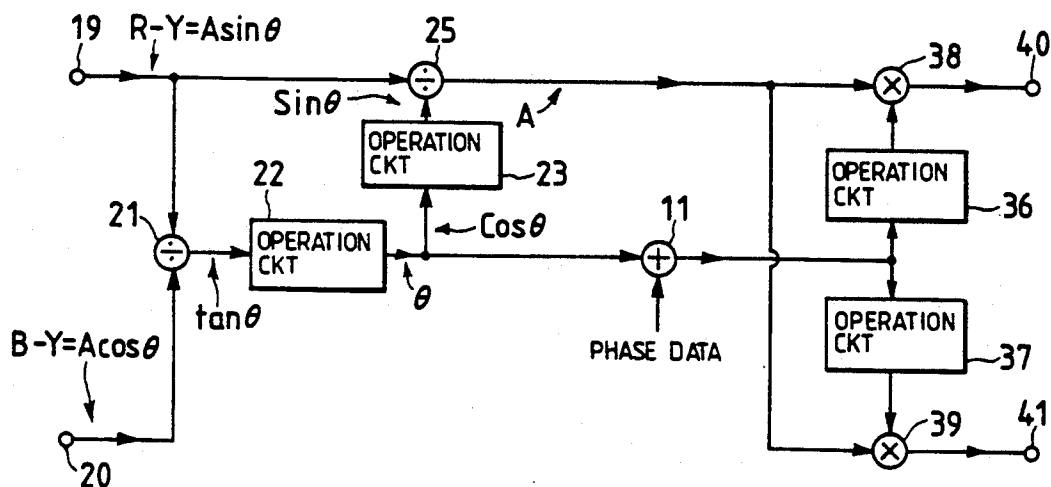 19
R-Y=Asinθ
25
38
40
Sinθ
A
OPERATION
CKT
23
OPERATION
CKT
36
21
22
OPERATION
CKT
Cosθ
11
tanθ
θ
PHASE DATA
OPERATION
CKT
37
B-Y=Acosθ
20
39
41